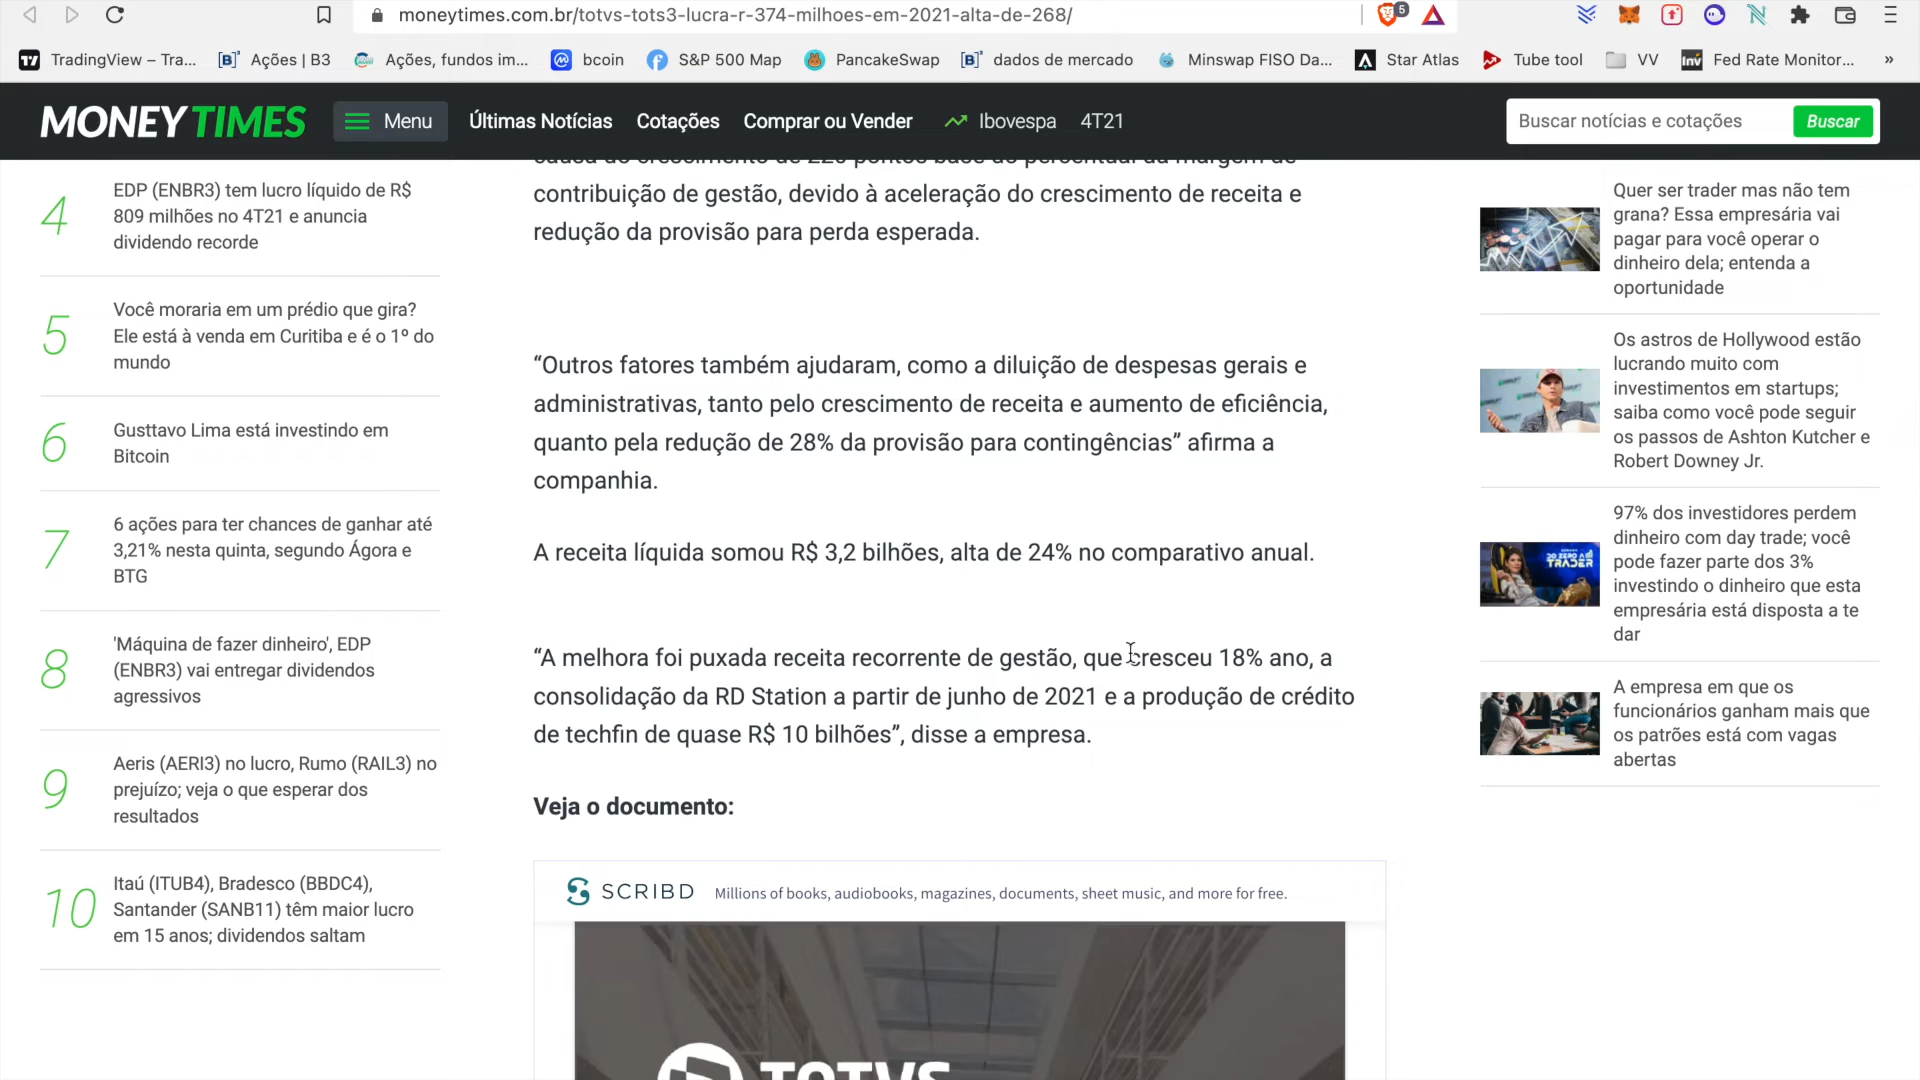 moneytimes.com.br/totvs-tots3-lucra-r-374-milhoes-em-2021-alta-de-268/
5
TradingView – Tra...
Ações | B3
Ações, fundos im...
bcoin
S&P 500 Map
PancakeSwap
dados de mercado
Minswap FISO Da...
Star Atlas
Tube tool
VV
Inv
Fed Rate Monitor...
»
MONEYTIMES
Menu
Últimas Notícias
Cotações
Comprar ou Vender
Ibovespa
4T21
Buscar notícias e cotações
Buscar
4
EDP (ENBR3) tem lucro líquido de R$
809 milhões no 4T21 e anuncia
dividendo recorde
5
Você moraria em um prédio que gira?
Ele está à venda em Curitiba e é o 1º do
mundo
6
Gusttavo Lima está investindo em
Bitcoin
7
6 ações para ter chances de ganhar até
3,21% nesta quinta, segundo Ágora e
BTG
8
'Máquina de fazer dinheiro', EDP
(ENBR3) vai entregar dividendos
agressivos
9
Aeris (AERI3) no lucro, Rumo (RAIL3) no
prejuízo; veja o que esperar dos
resultados
10
Itaú (ITUB4), Bradesco (BBDC4),
Santander (SANB11) têm maior lucro
em 15 anos; dividendos saltam
contribuição de gestão, devido à aceleração do crescimento de receita e
redução da provisão para perda esperada.
“Outros fatores também ajudaram, como a diluição de despesas gerais e
administrativas, tanto pelo crescimento de receita e aumento de eficiência,
quanto pela redução de 28% da provisão para contingências” afirma a
companhia.
A receita líquida somou R$ 3,2 bilhões, alta de 24% no comparativo anual.
“A melhora foi puxada receita recorrente de gestão, que cresceu 18% ano, a
consolidação da RD Station a partir de junho de 2021 e a produção de crédito
de techfin de quase R$ 10 bilhões”, disse a empresa.
Veja o documento:
SCRIBD
Millions of books, audiobooks, magazines, documents, sheet music, and more for free.
TOTVS
Quer ser trader mas não tem
grana? Essa empresária vai
pagar para você operar o
dinheiro dela; entenda a
oportunidade
Os astros de Hollywood estão
lucrando muito com
investimentos em startups;
saiba como você pode seguir
os passos de Ashton Kutcher e
Robert Downey Jr.
DO ZERO A
TRADER
97% dos investidores perdem
dinheiro com day trade; você
pode fazer parte dos 3%
investindo o dinheiro que esta
empresária está disposta a te
dar
A empresa em que os
funcionários ganham mais que
os patrões está com vagas
abertas